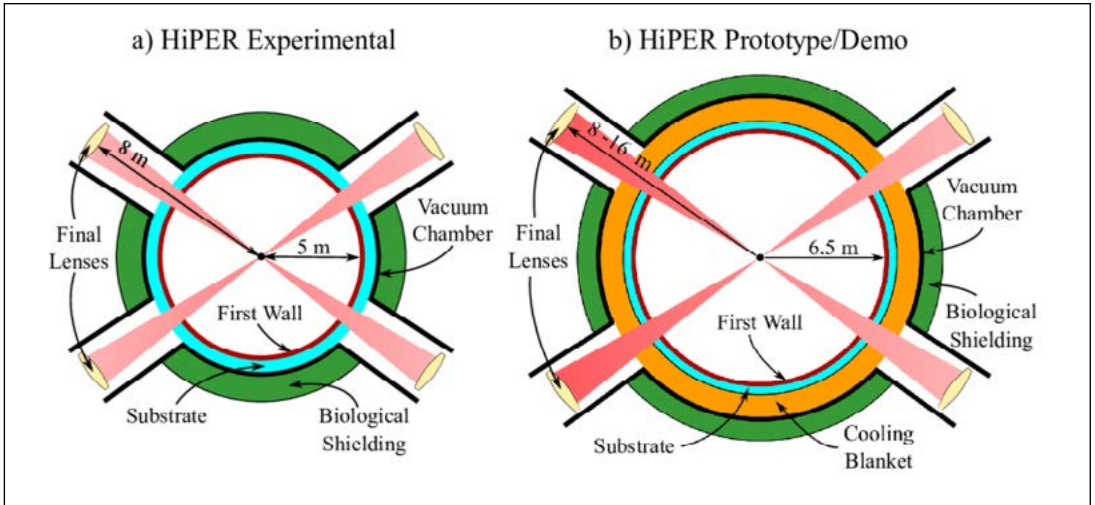 a) HiPER Experimental
8 m
Final
Lenses
5 m
Vacuum
Chamber
First Wall
Substrate
Biological
Shielding
b) HiPER Prototype/Demo
8 -16 m
Final
Lenses
6.5 m
Vacuum
Chamber
Biological
Shielding
First Wall
Substrate
Cooling
Blanket